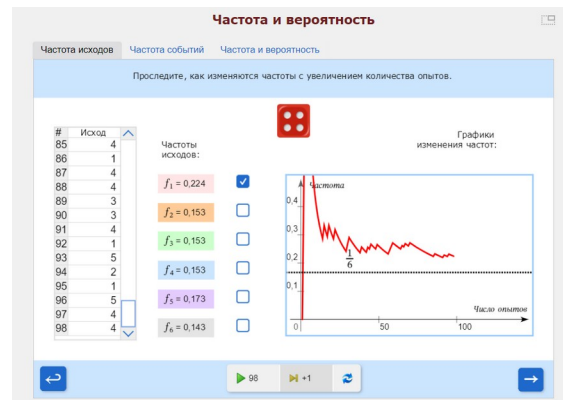 Частота и вероятность
Частота исходов Частота событий Частота и вероятность
Проследите, как изменяются частоты с увеличением количества опытов.
# Исход
85 4
86 1
87 4
88 4
89 3
90 3
91 4
92 1
93 5
94 2
95 1
96 5
97 4
98 4
Частоты
исходов:
f₁ = 0,224
f₂ = 0,153
f₃ = 0,153
f₄ = 0,153
f₅ = 0,173
f₆ = 0,143
Графики
изменения частот:
Частота
0,4
0,3
0,2
1/6
0,1
Число опытов
0 50 100
98 +1